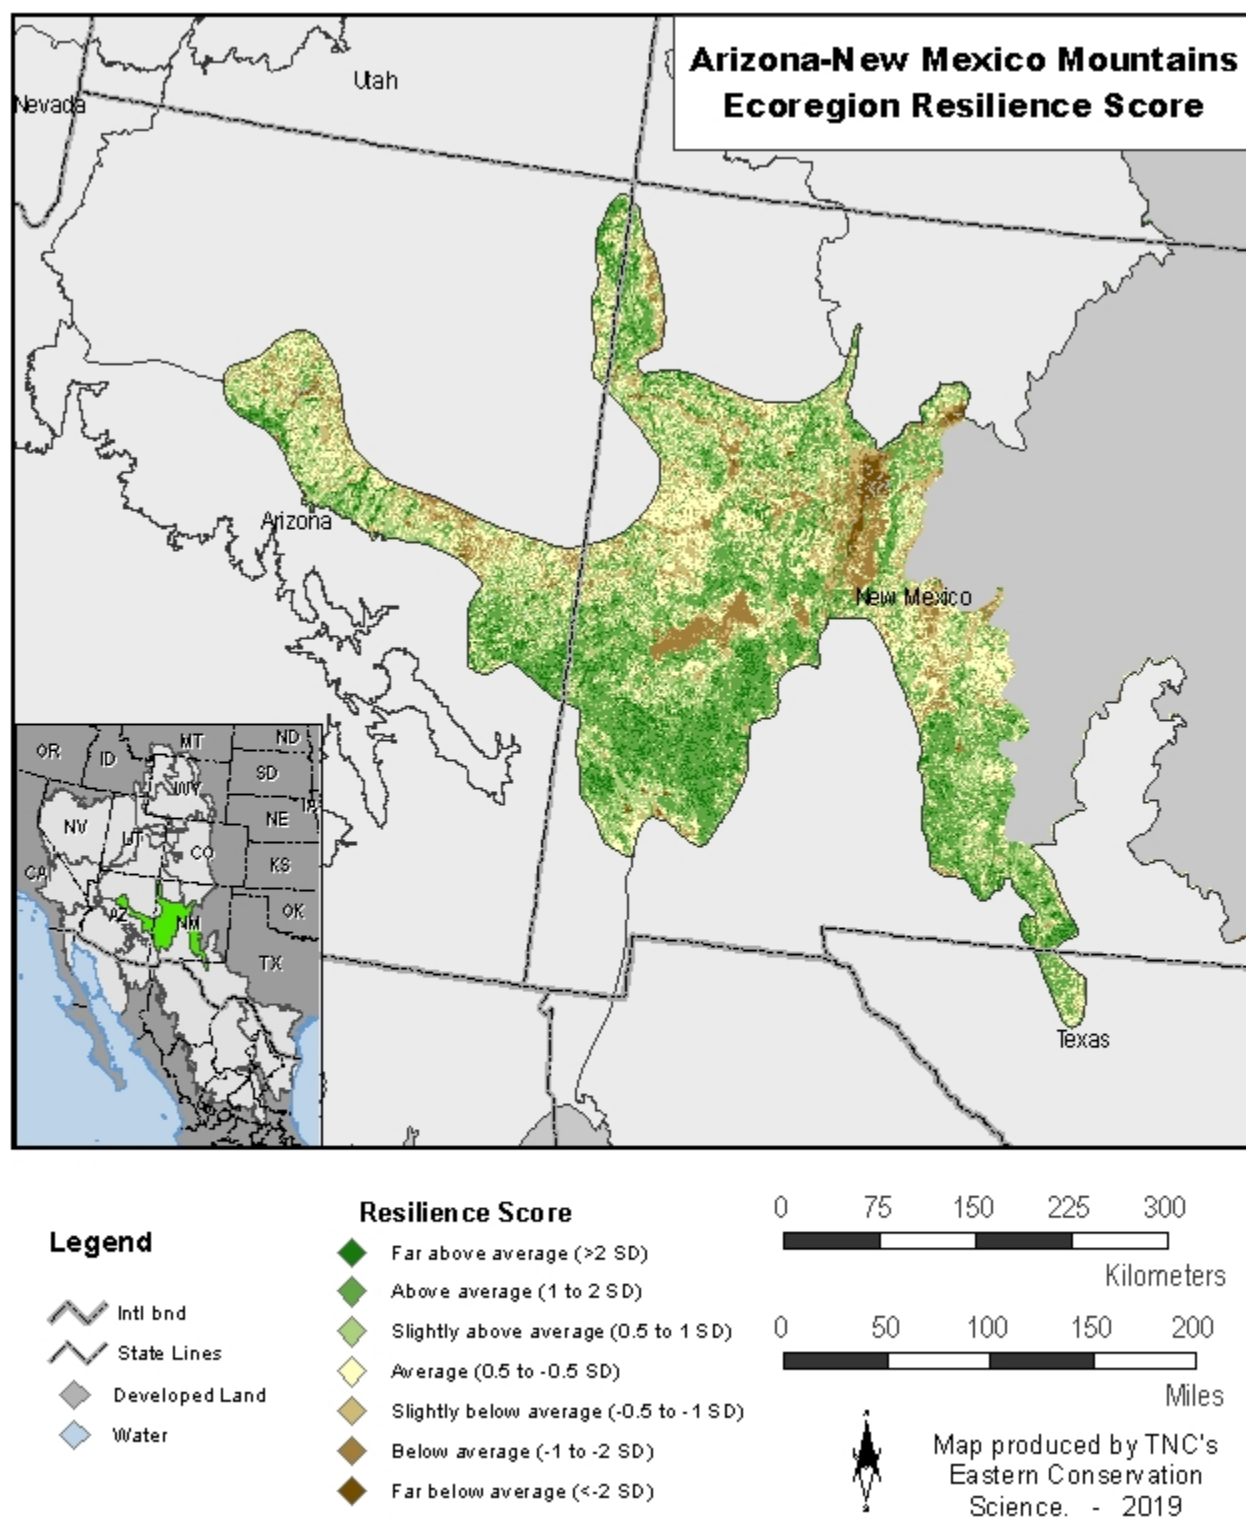 Arizona-New Mexico Mountains
Ecoregion Resilience Score
Utah
Nevada
Arizona
New Mexico
Texas
OR
ID
MT
ND
SD
WY
IA
NE
NV
UT
CO
KS
CA
AZ
NM
OK
TX
Legend
Intl bnd
State Lines
Developed Land
Water
Resilience Score
Far above average (>2 SD)
Above average (1 to 2 SD)
Slightly above average (0.5 to 1 SD)
Average (0.5 to -0.5 SD)
Slightly below average (-0.5 to -1 SD)
Below average (-1 to -2 SD)
Far below average (<-2 SD)
0 75 150 225 300
Kilometers
0 50 100 150 200
Miles
Map produced by TNC's
Eastern Conservation
Science. - 2019